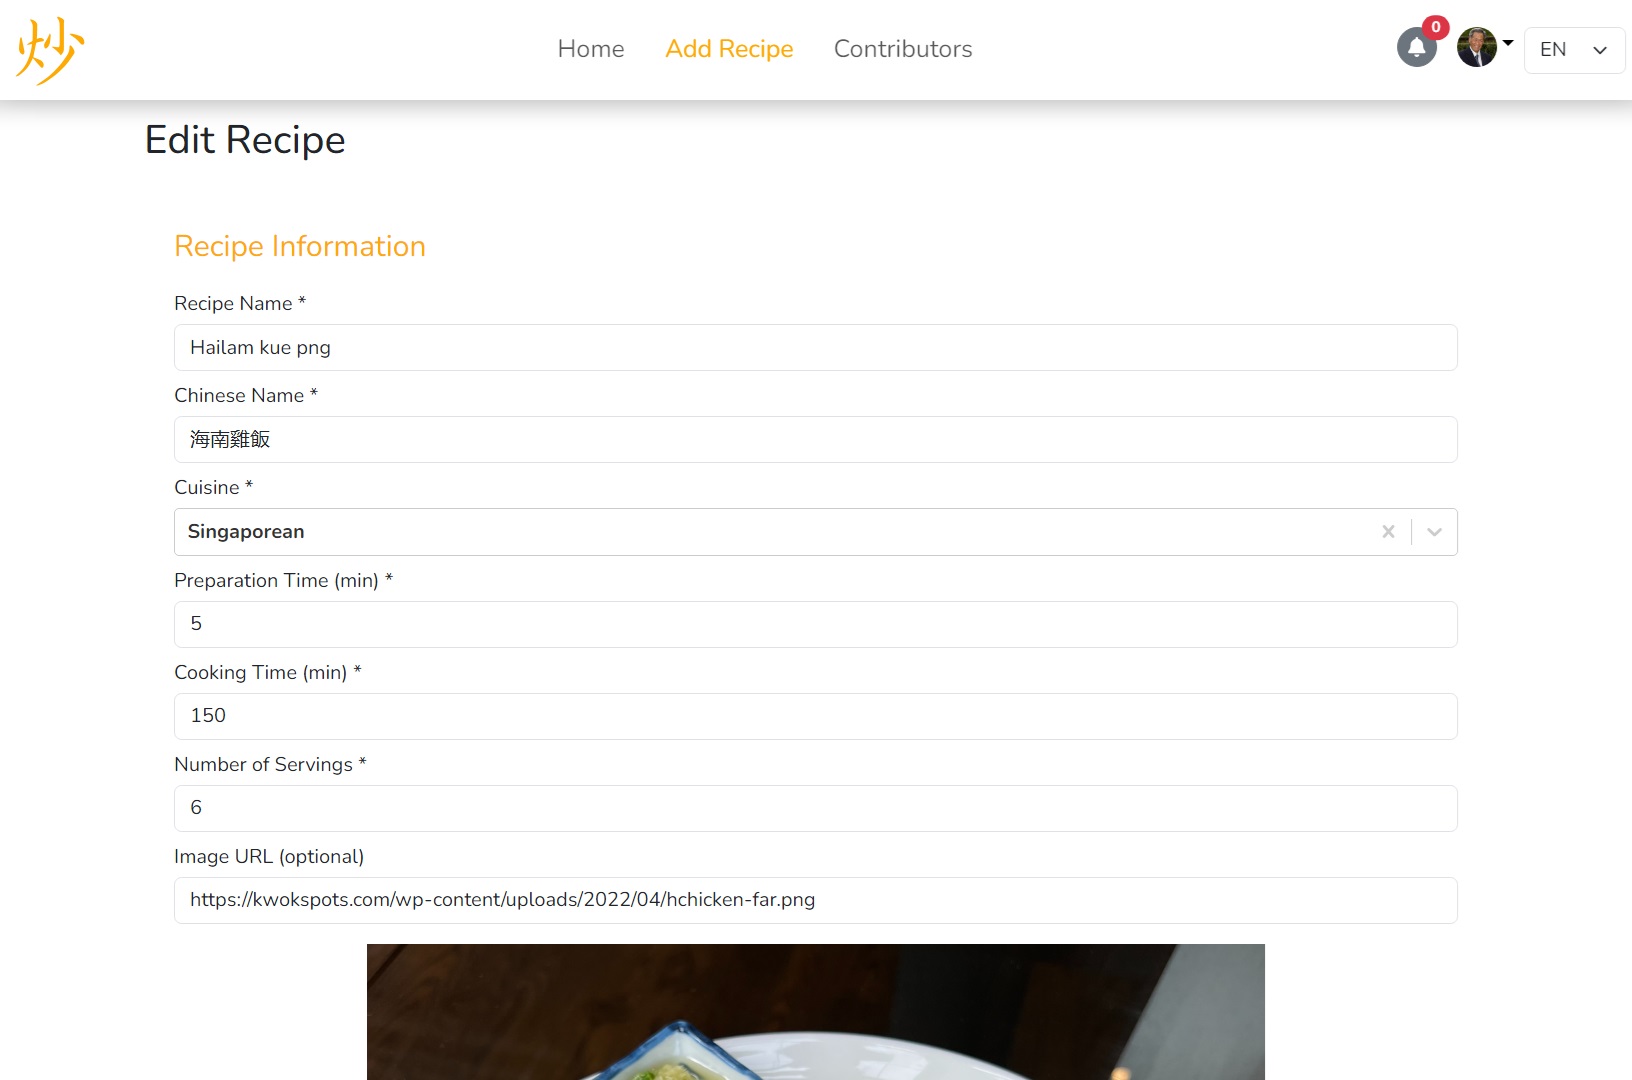 炒
Home
Add Recipe
Contributors
0
EN
Edit Recipe
Recipe Information
Recipe Name *
Hailam kue png
Chinese Name *
海南雞飯
Cuisine *
Singaporean
Preparation Time (min) *
5
Cooking Time (min) *
150
Number of Servings *
6
Image URL (optional)
https://kwokspots.com/wp-content/uploads/2022/04/hchicken-far.png